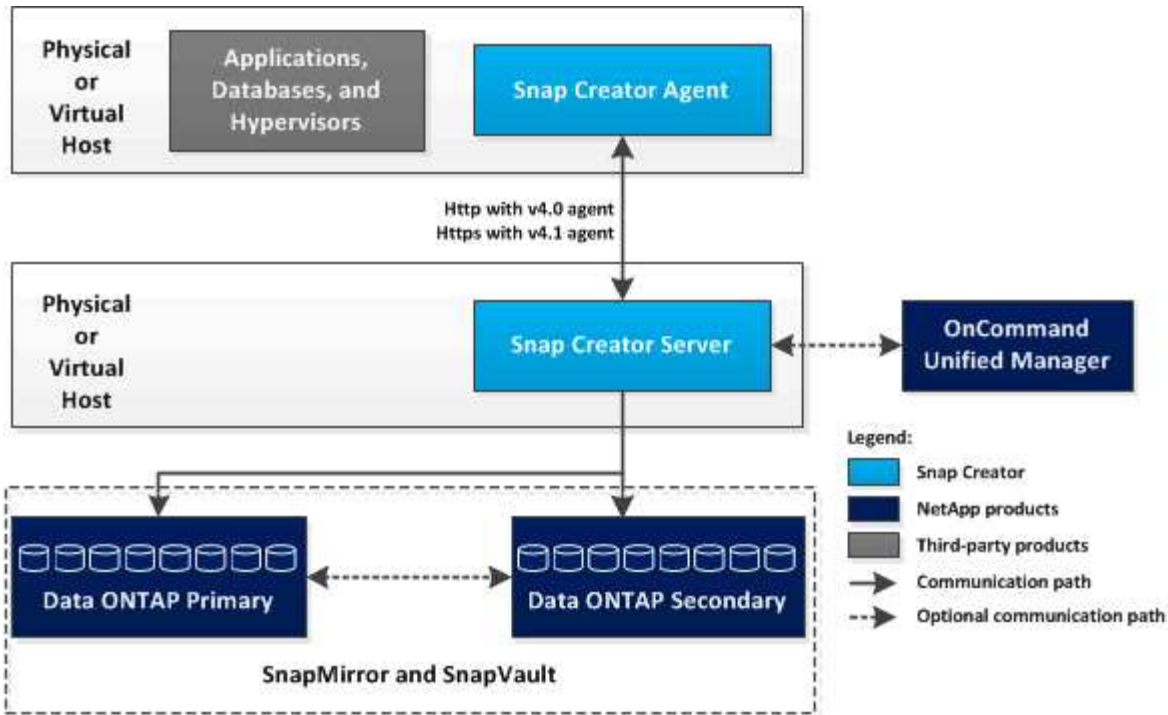 Physical
or
Virtual
Host
Applications,
Databases, and
Hypervisors
Snap Creator Agent
Http with v4.0 agent
Https with v4.1 agent
Physical
or
Virtual
Host
Snap Creator Server
OnCommand
Unified Manager
Legend:
Snap Creator
NetApp products
Third-party products
Communication path
Optional communication path
Data ONTAP Primary
Data ONTAP Secondary
SnapMirror and SnapVault